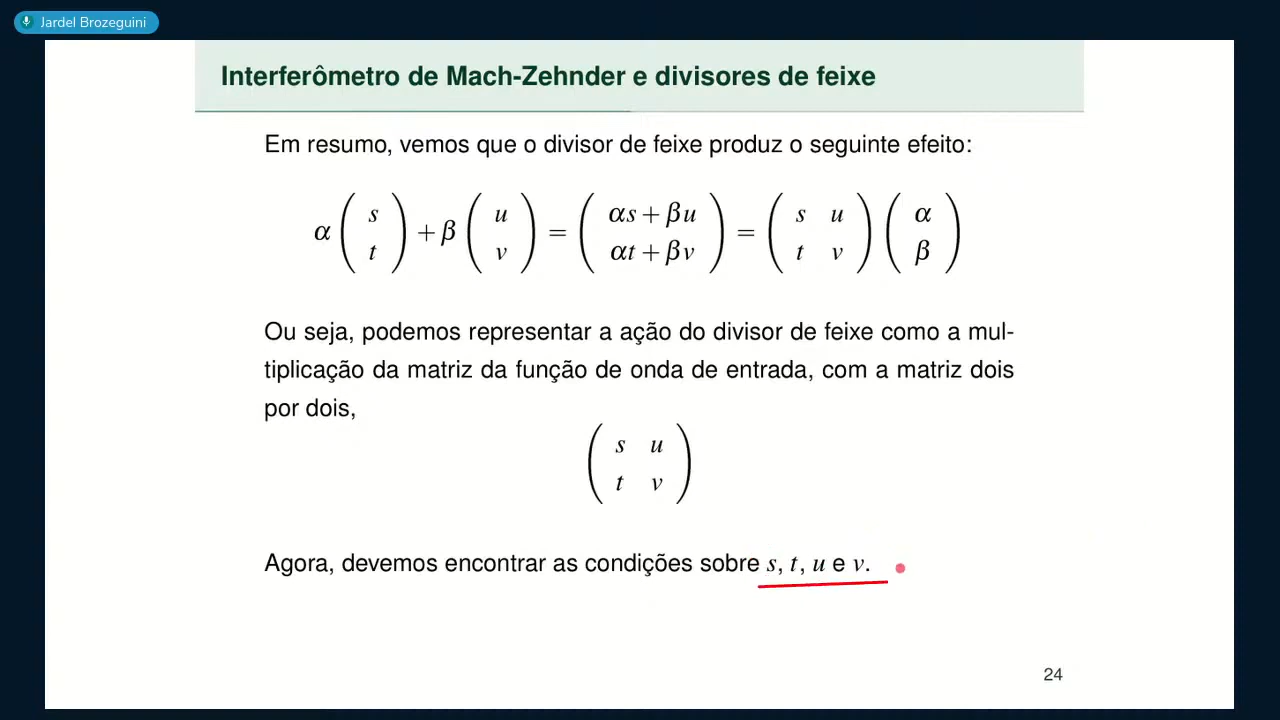 Jardel Brozeguini
Interferômetro de Mach-Zehnder e divisores de feixe
Em resumo, vemos que o divisor de feixe produz o seguinte efeito:
α ( s t ) + β ( u v ) = ( αs + βu αt + βv ) = ( s u t v ) ( α β )
Ou seja, podemos representar a ação do divisor de feixe como a mul-
tiplicação da matriz da função de onda de entrada, com a matriz dois
por dois,
( s u
t v )
Agora, devemos encontrar as condições sobre s, t, u e v.
24